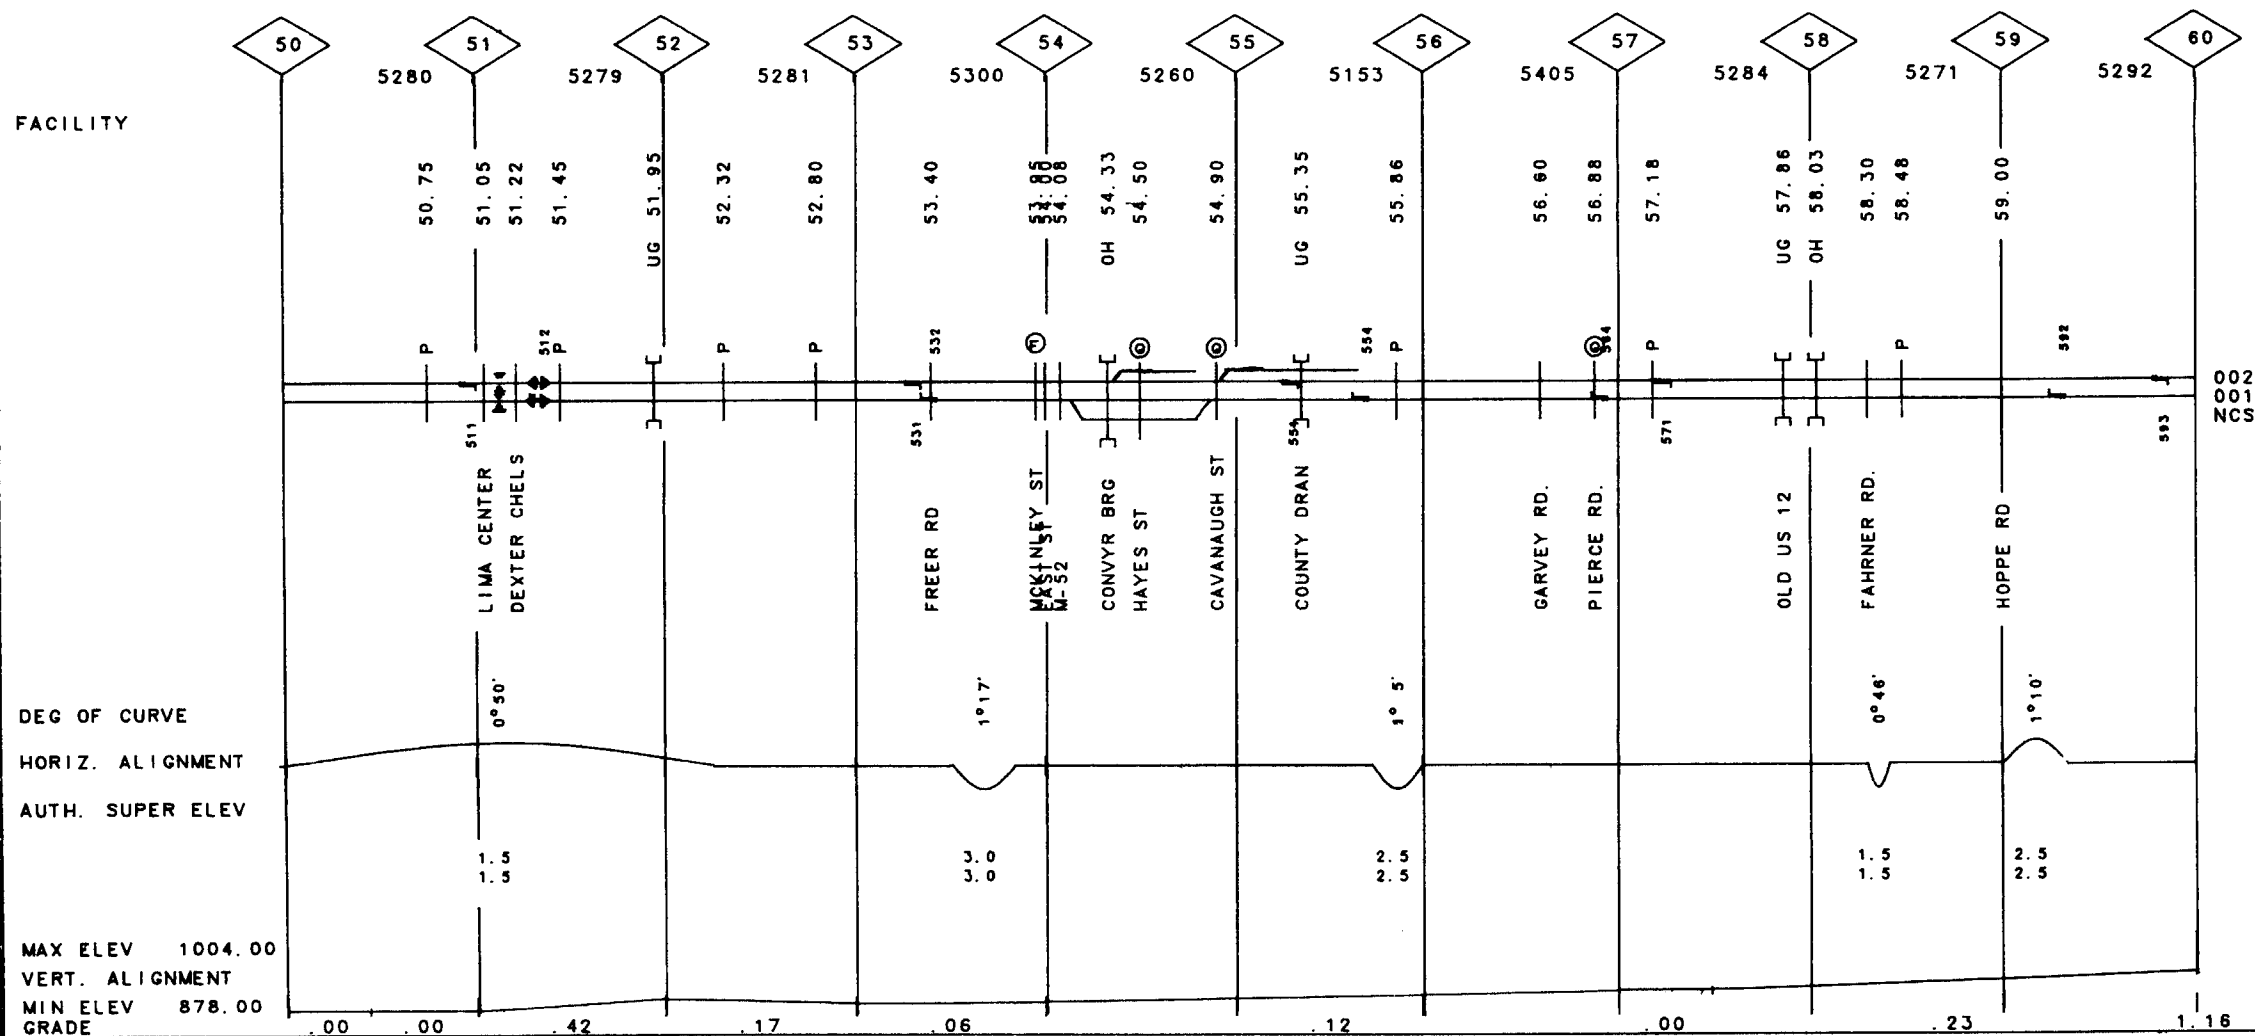 50 51 52 53 54 55 56 57 58 59 60
5280 5279 5281 5300 5260 5153 5405 5284 5271 5292
FACILITY
50.75 51.05 51.22 51.45 UG 51.95 52.32 52.80 53.40 53.95 54.00 54.08 OH 54.33 54.50 54.90 UG 55.35 55.86 56.60 56.88 57.18 UG 57.86 OH 58.03 58.30 58.48 59.00
P 512 P P P 532 554 P P P 592
002
001
NCS
511 531 554 571 593
LIMA CENTER
DEXTER CHELS
FREER RD
MCKINLEY ST
EAST ST
M-52
CONVYR BRG
HAYES ST
CAVANAUGH ST
COUNTY DRAN
GARVEY RD.
PIERCE RD.
OLD US 12
FAHRNER RD.
HOPPE RD
DEG OF CURVE 0°50' 1°17' 1° 5' 0°46' 1°10'
HORIZ. ALIGNMENT
AUTH. SUPER ELEV
1.5 3.0 2.5 1.5 2.5
1.5 3.0 2.5 1.5 2.5
MAX ELEV 1004.00
VERT. ALIGNMENT
MIN ELEV 878.00
GRADE .00 .00 .42 .17 .06 .12 .00 .23 1.16